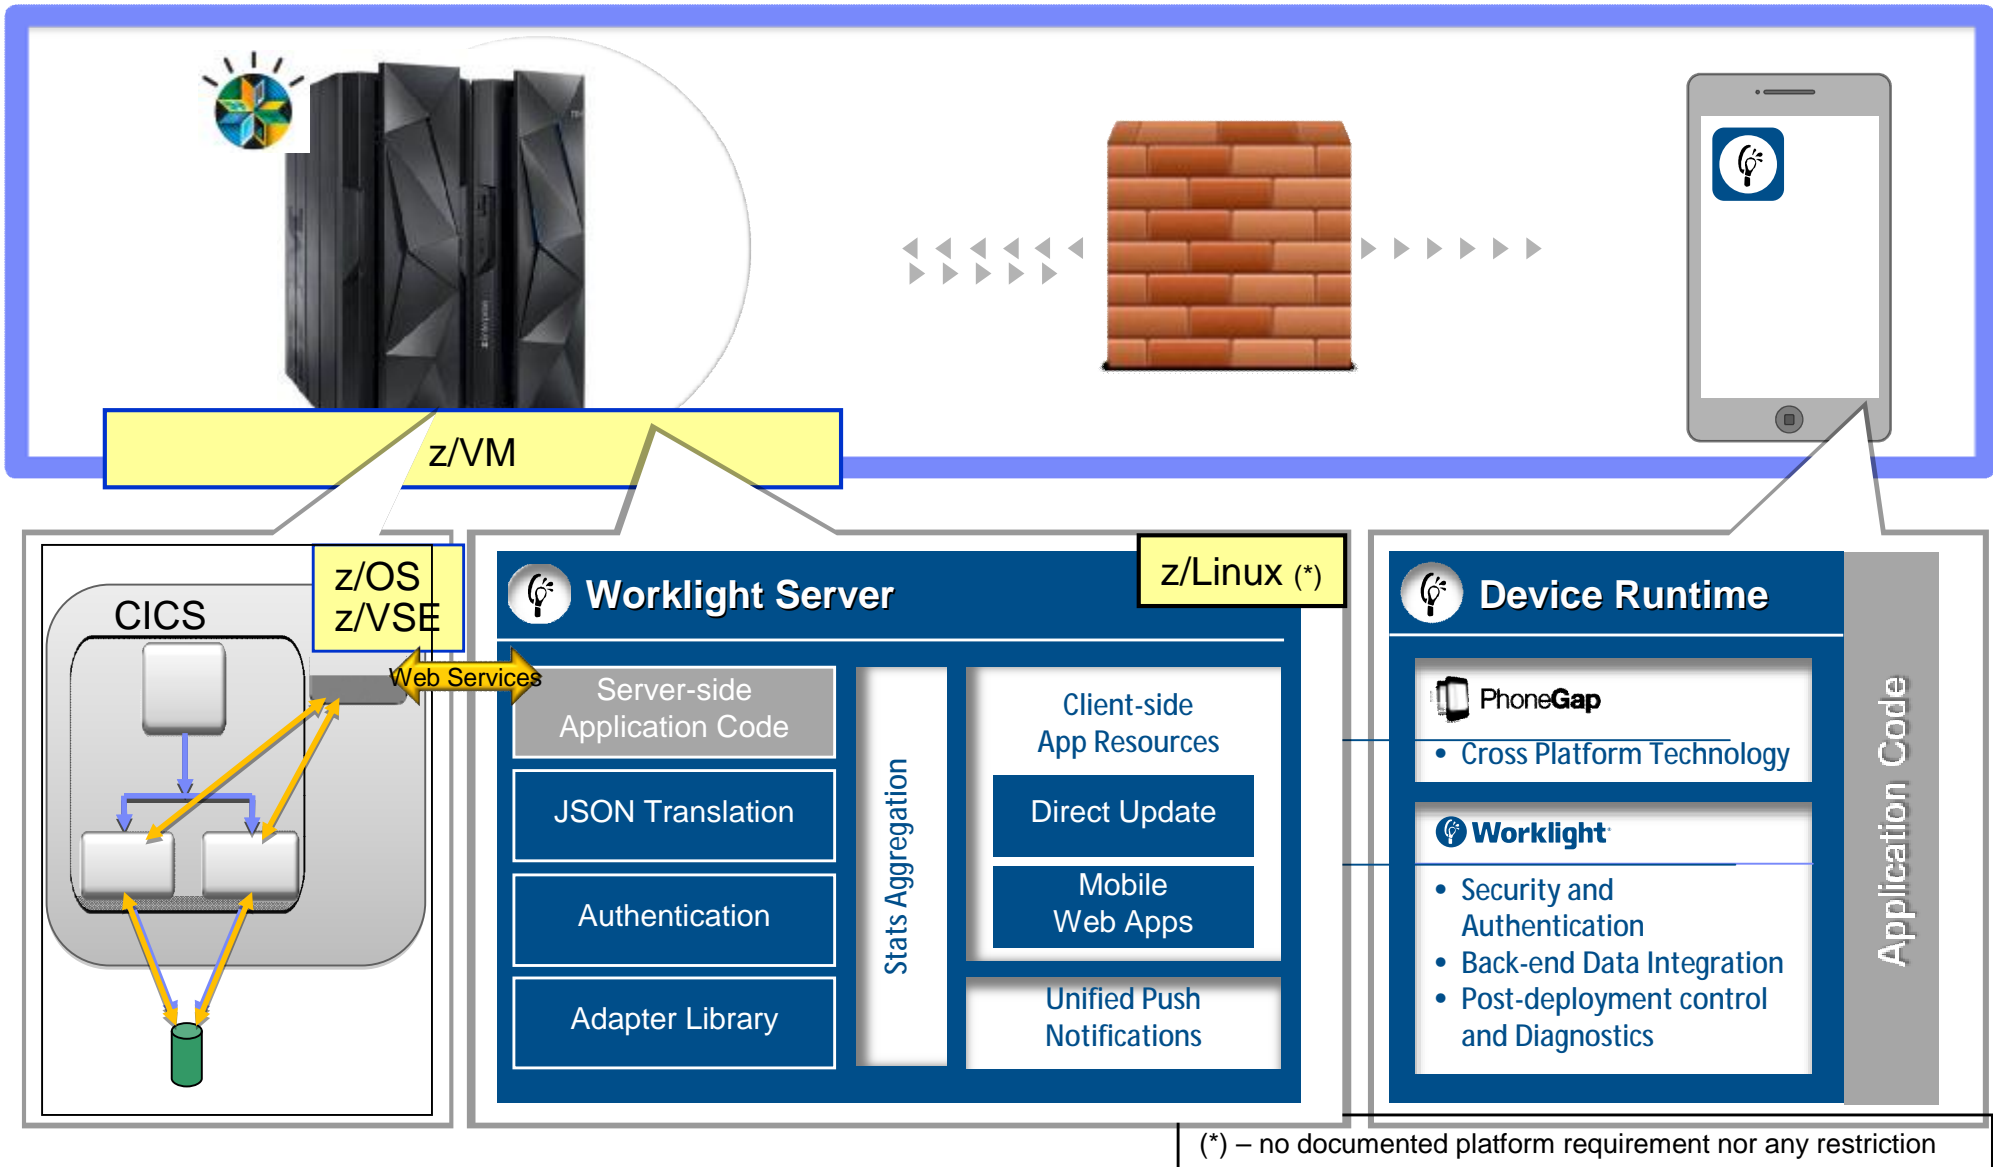 z/VM
z/OS
z/VSE
CICS
Web Services
Worklight Server
z/Linux (*)
Server-side
Application Code
JSON Translation
Authentication
Adapter Library
Stats Aggregation
Client-side
App Resources
Direct Update
Mobile
Web Apps
Unified Push
Notifications
Device Runtime
PhoneGap
• Cross Platform Technology
Worklight
• Security and
Authentication
• Back-end Data Integration
• Post-deployment control
and Diagnostics
Application Code
(*) – no documented platform requirement nor any restriction